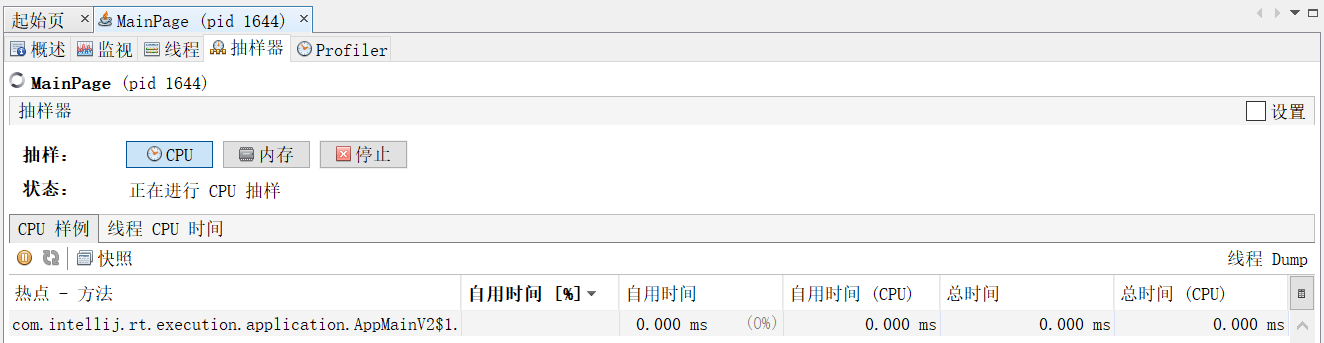 起始页 MainPage (pid 1644)
概述 监视 线程 抽样器 Profiler
MainPage (pid 1644)
抽样器 设置
抽样: CPU 内存 停止
状态: 正在进行 CPU 抽样
CPU 样例 线程 CPU 时间
快照 线程 Dump
热点 - 方法 自用时间 [%] 自用时间 自用时间 (CPU) 总时间 总时间 (CPU)
com.intellij.rt.execution.application.AppMainV2$1. 0.000 ms (0%) 0.000 ms 0.000 ms 0.000 ms